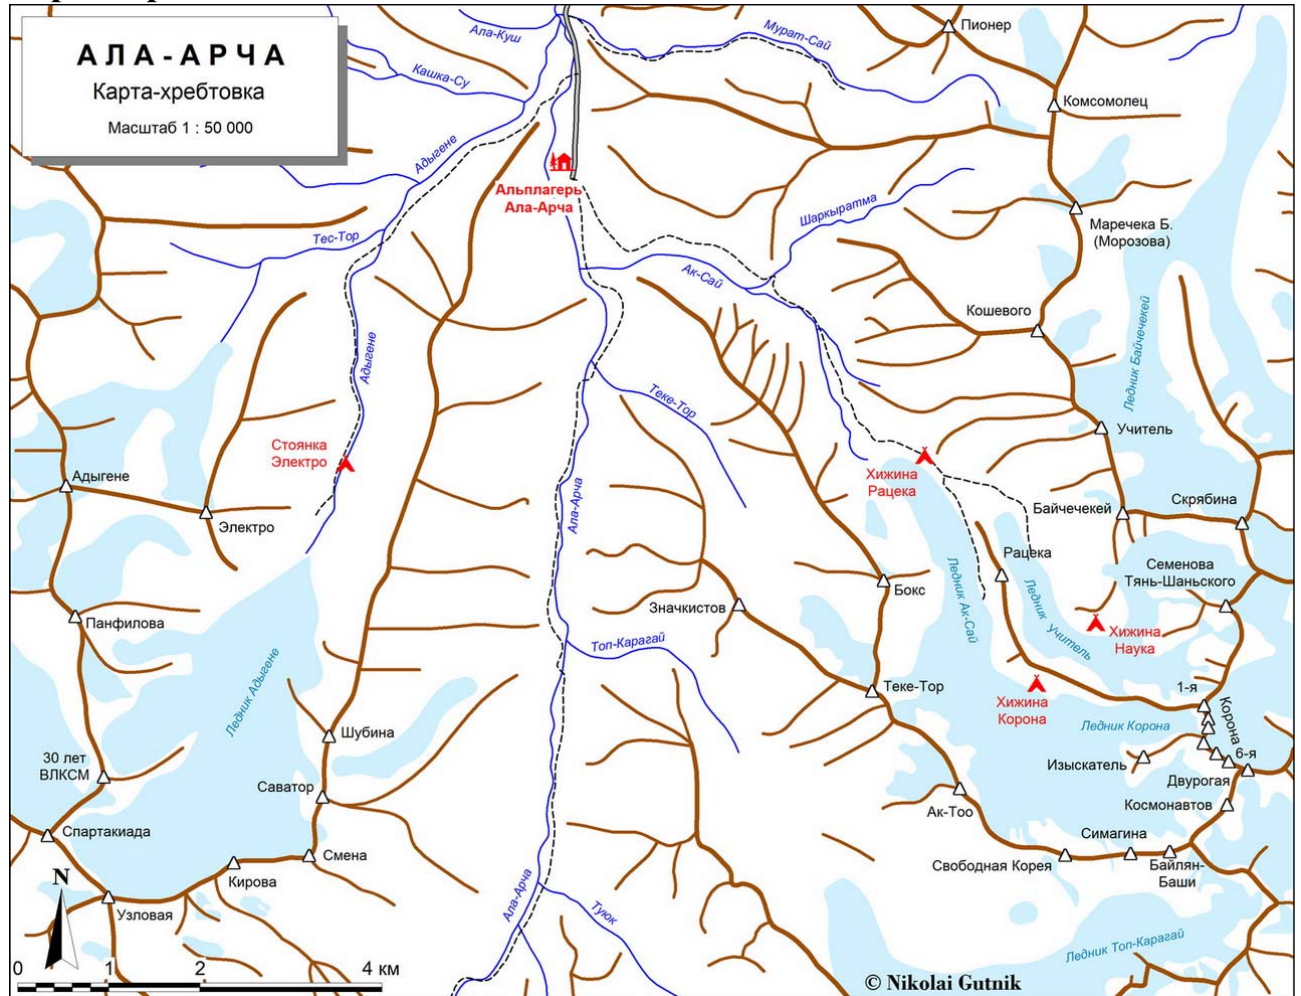 АЛА-АРЧА
Карта-хребтовка
Масштаб 1 : 50 000
Ала-Куш
Кашка-Су
Мурат-Сай
Пионер
Комсомолец
Адыгене
Альплагерь
Ала-Арча
Шаркыратма
Маречека Б.
(Морозова)
Тес-Тор
Ак-Сай
Кошевого
Ледник Байчечекей
Адыгене
Теке-Тор
Учитель
Стоянка
Электро
Хижина
Рацека
Адыгене
Электро
Ала-Арча
Байчечекей
Скрябина
Рацека
Семенова
Тянь-Шаньского
Бокс
Ледник Ак-Сай
Ледник Учитель
Значкистов
Панфилова
Хижина
Наука
Топ-Карагай
Ледник Адыгене
Теке-Тор
Хижина
Корона
1-я
Корона
6-я
Ледник Корона
Шубина
30 лет
ВЛКСМ
Изыскатель
Двурогая
Саватор
Ак-Тоо
Космонавтов
Спартакиада
Симагина
Смена
Свободная Корея
Байлян-
Баши
Кирова
N
Узловая
Ала-Арча
Туюк
Ледник Топ-Карагай
0 1 2 4 км
© Nikolai Gutnik